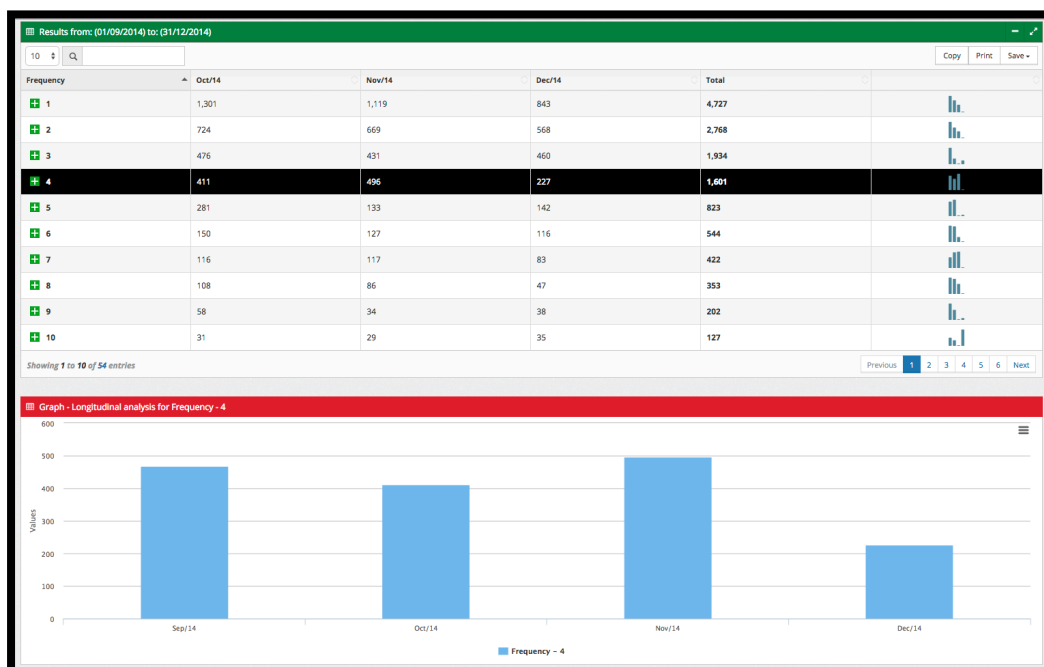 Results from: (01/09/2014) to: (31/12/2014)
10 Copy Print Save
Frequency Oct/14 Nov/14 Dec/14 Total
1 1,301 1,119 843 4,727
2 724 669 568 2,768
3 476 431 460 1,934
4 411 496 227 1,601
5 281 133 142 823
6 150 127 116 544
7 116 117 83 422
8 108 86 47 353
9 58 34 38 202
10 31 29 35 127
Showing 1 to 10 of 54 entries Previous 1 2 3 4 5 6 Next
Graph - Longitudinal analysis for Frequency - 4
600
500
400
300
200
100
0
Values
Sep/14 Oct/14 Nov/14 Dec/14
Frequency - 4